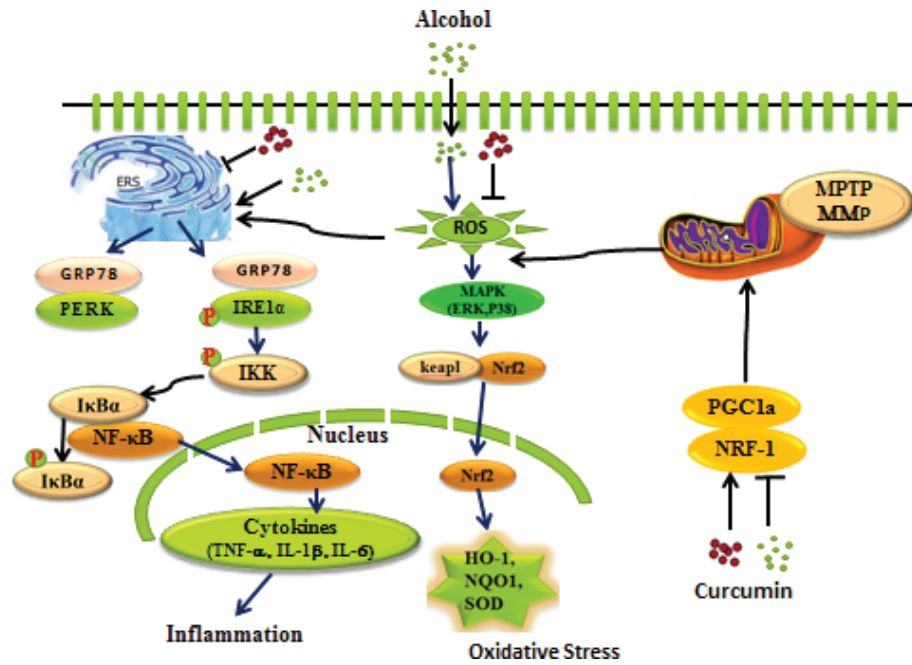 Alcohol
ERS
ROS
MPTP
MMP
GRP78
PERK
GRP78
P
IRE1α
MAPK
(ERK,P38)
P
IKK
keapl
Nrf2
IκBα
NF-κB
P
IκBα
Nucleus
NF-κB
Nrf2
PGC1a
NRF-1
Cytokines
(TNF-α, IL-1β, IL-6)
HO-1,
NQO1,
SOD
Curcumin
Inflammation
Oxidative Stress